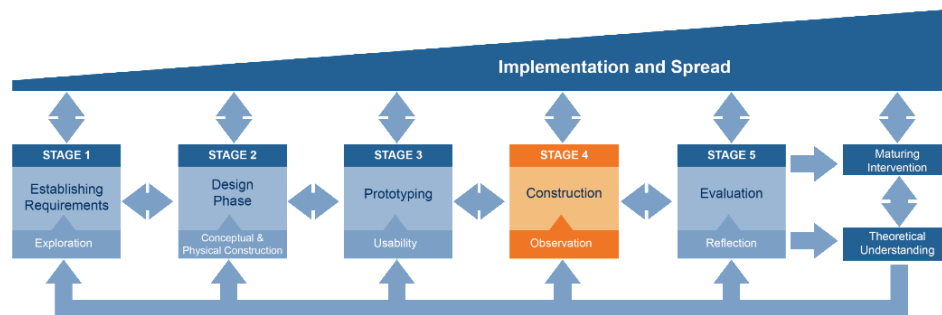 Implementation and Spread
STAGE 1
Establishing
Requirements
Exploration
STAGE 2
Design
Phase
Conceptual &
Physical Construction
STAGE 3
Prototyping
Usability
STAGE 4
Construction
Observation
STAGE 5
Evaluation
Reflection
Maturing
Intervention
Theoretical
Understanding